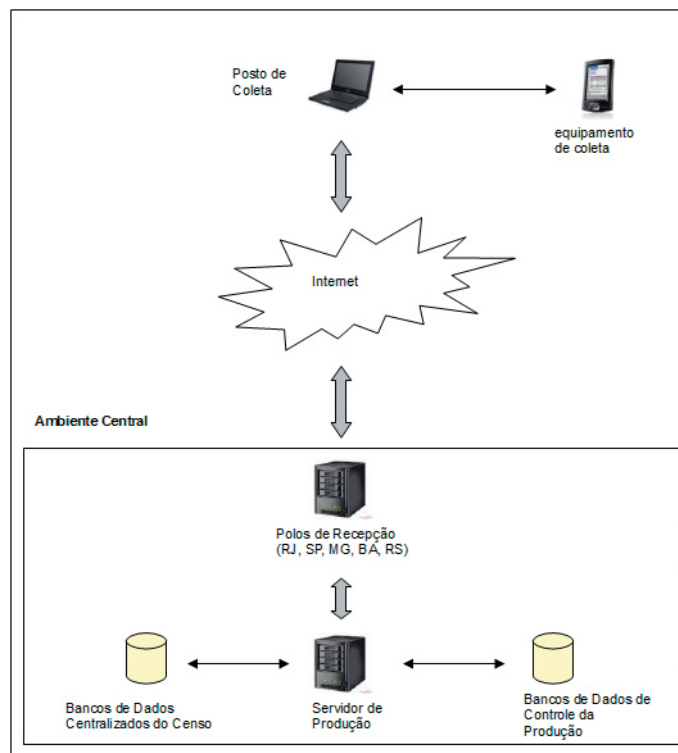 Posto de
Coleta
equipamento
de coleta
Internet
Ambiente Central
Polos de Recepção
(RJ, SP, MG, BA, RS)
Bancos de Dados
Centralizados do Censo
Servidor de
Produção
Bancos de Dados de
Controle da
Produção